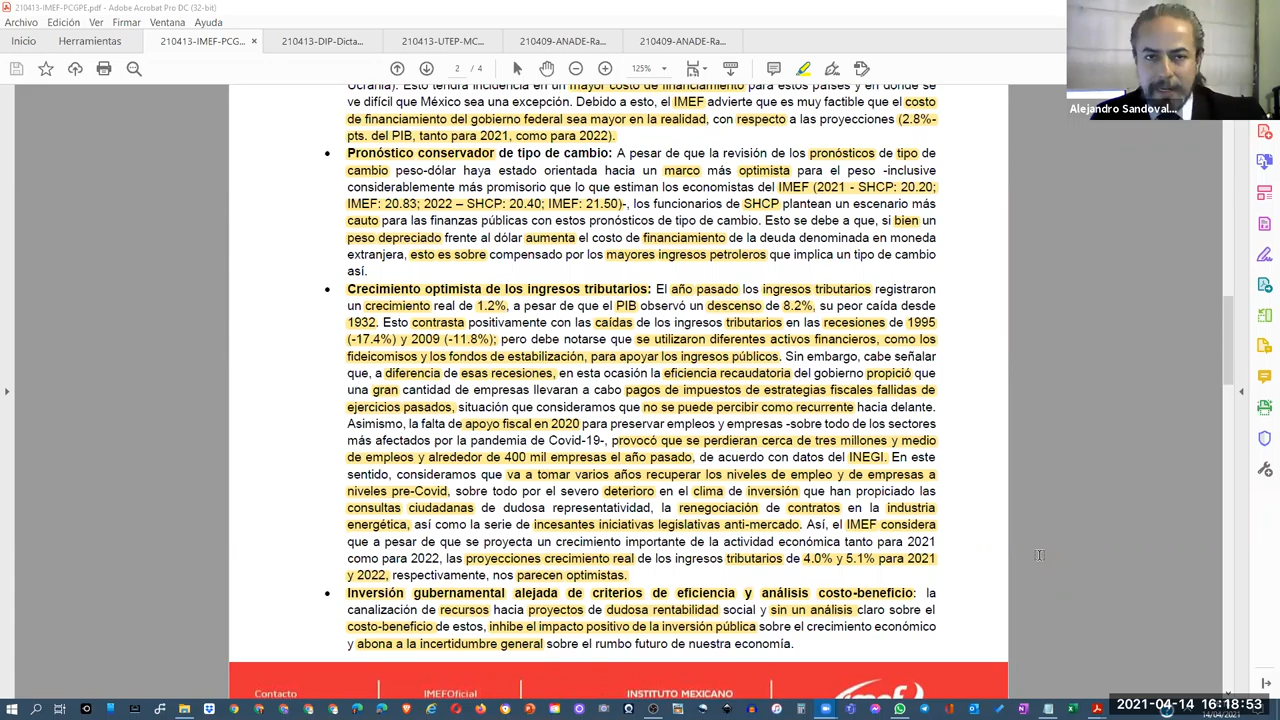 210413-IMEF-PCGPE.pdf - Adobe Acrobat Pro DC (32-bit)
Archivo Edición Ver Firmar Ventana Ayuda
Inicio Herramientas 210413-IMEF-PCG... × 210413-DIP-Dicta... 210413-UTEP-MC... 210409-ANADE-Ra... 210409-ANADE-Ra...
2 / 4 125%
Alejandro Sandoval...
Ucrania). Esto tendrá incidencia en un mayor costo de financiamiento para estos países y en donde se
ve difícil que México sea una excepción. Debido a esto, el IMEF advierte que es muy factible que el costo
de financiamiento del gobierno federal sea mayor en la realidad, con respecto a las proyecciones (2.8%-
pts. del PIB, tanto para 2021, como para 2022).
• Pronóstico conservador de tipo de cambio: A pesar de que la revisión de los pronósticos de tipo de
cambio peso-dólar haya estado orientada hacia un marco más optimista para el peso -inclusive
considerablemente más promisorio que lo que estiman los economistas del IMEF (2021 - SHCP: 20.20;
IMEF: 20.83; 2022 – SHCP: 20.40; IMEF: 21.50)-, los funcionarios de SHCP plantean un escenario más
cauto para las finanzas públicas con estos pronósticos de tipo de cambio. Esto se debe a que, si bien un
peso depreciado frente al dólar aumenta el costo de financiamiento de la deuda denominada en moneda
extranjera, esto es sobre compensado por los mayores ingresos petroleros que implica un tipo de cambio
así.
• Crecimiento optimista de los ingresos tributarios: El año pasado los ingresos tributarios registraron
un crecimiento real de 1.2%, a pesar de que el PIB observó un descenso de 8.2%, su peor caída desde
1932. Esto contrasta positivamente con las caídas de los ingresos tributarios en las recesiones de 1995
(-17.4%) y 2009 (-11.8%); pero debe notarse que se utilizaron diferentes activos financieros, como los
fideicomisos y los fondos de estabilización, para apoyar los ingresos públicos. Sin embargo, cabe señalar
que, a diferencia de esas recesiones, en esta ocasión la eficiencia recaudatoria del gobierno propició que
una gran cantidad de empresas llevaran a cabo pagos de impuestos de estrategias fiscales fallidas de
ejercicios pasados, situación que consideramos que no se puede percibir como recurrente hacia delante.
Asimismo, la falta de apoyo fiscal en 2020 para preservar empleos y empresas -sobre todo de los sectores
más afectados por la pandemia de Covid-19-, provocó que se perdieran cerca de tres millones y medio
de empleos y alrededor de 400 mil empresas el año pasado, de acuerdo con datos del INEGI. En este
sentido, consideramos que va a tomar varios años recuperar los niveles de empleo y de empresas a
niveles pre-Covid, sobre todo por el severo deterioro en el clima de inversión que han propiciado las
consultas ciudadanas de dudosa representatividad, la renegociación de contratos en la industria
energética, así como la serie de incesantes iniciativas legislativas anti-mercado. Así, el IMEF considera
que a pesar de que se proyecta un crecimiento importante de la actividad económica tanto para 2021
como para 2022, las proyecciones crecimiento real de los ingresos tributarios de 4.0% y 5.1% para 2021
y 2022, respectivamente, nos parecen optimistas.
• Inversión gubernamental alejada de criterios de eficiencia y análisis costo-beneficio: la
canalización de recursos hacia proyectos de dudosa rentabilidad social y sin un análisis claro sobre el
costo-beneficio de estos, inhibe el impacto positivo de la inversión pública sobre el crecimiento económico
y abona a la incertidumbre general sobre el rumbo futuro de nuestra economía.
Contacto IMEFOficial INSTITUTO MEXICANO imef
2021-04-14 16:18:53
14/04/2021